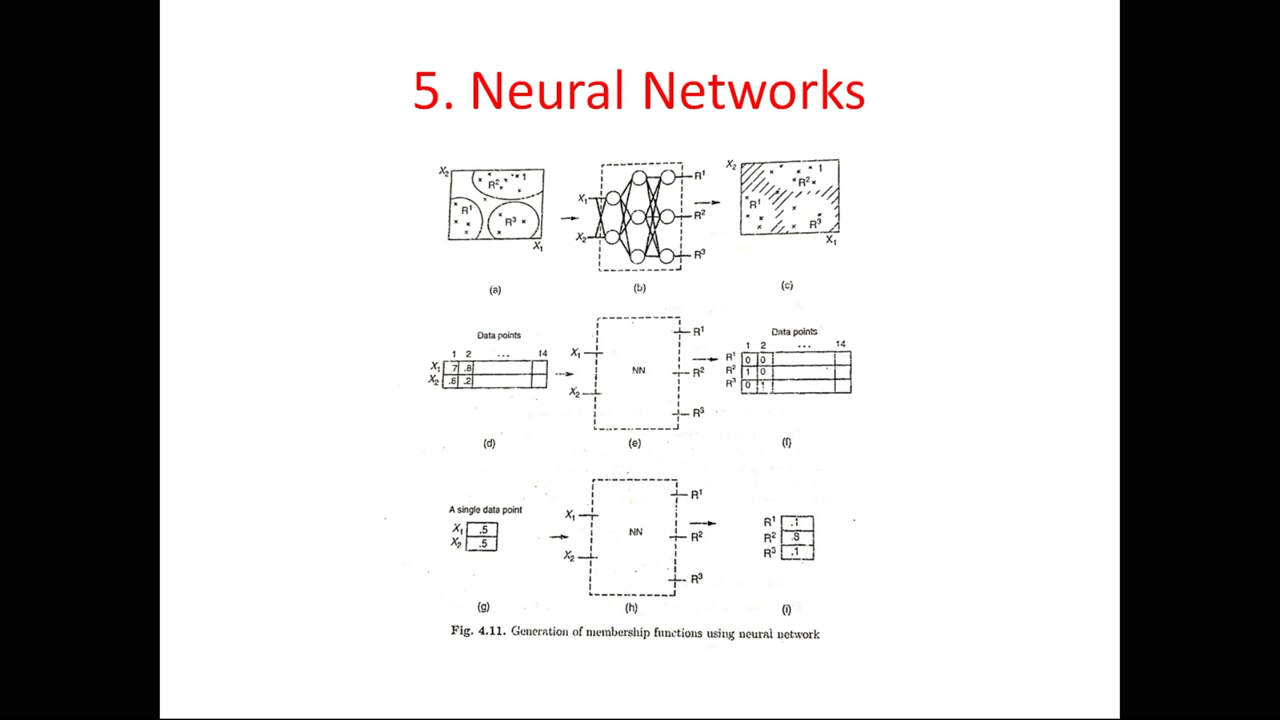 5. Neural Networks
X₂ R² 1
R¹ R³
X₁
(a)
X₁
X₂
R¹
R²
R³
(b)
X₂ 1
R²
R¹
R³
X₁
(c)
Data points
1 2 ... 14
X₁ .7 .8
X₂ .8 .2
(d)
X₁
X₂
NN
R¹
R²
R³
(e)
Data points
1 2 ... 14
R¹ 0 0
R² 1 0
R³ 0 1
(f)
A single data point
X₁ .5
X₂ .5
(g)
X₁
X₂
NN
R¹
R²
R³
(h)
R¹ .1
R² .8
R³ .1
(i)
Fig. 4.11. Generation of membership functions using neural network